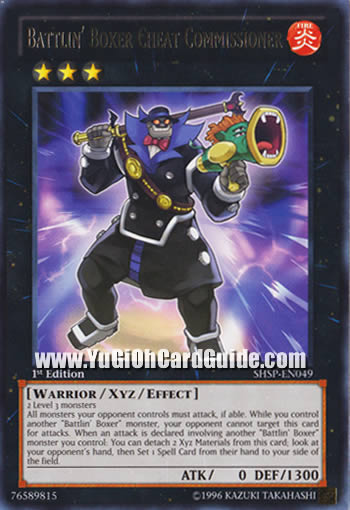 BATTLIN' BOXER CHEAT COMMISSIONER
FIRE
炎
www.YuGiOhCardGuide.com
1st Edition SHSP-EN049
[WARRIOR / XYZ / EFFECT]
2 Level 3 monsters
All monsters your opponent controls must attack, if able. While you control
another "Battlin' Boxer" monster, your opponent cannot target this card
for attacks. When an attack is declared involving another "Battlin' Boxer"
monster you control: You can detach 2 Xyz Materials from this card; look at
your opponent's hand, then Set 1 Spell Card from their hand to your side of
the field.
ATK/ 0 DEF/1300
76589815 ©1996 KAZUKI TAKAHASHI